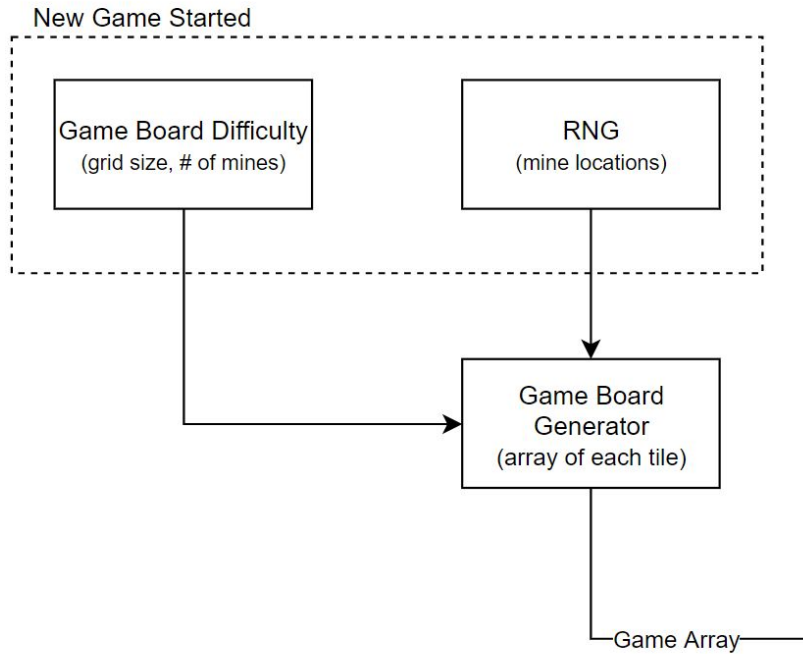 New Game Started
Game Board Difficulty
(grid size, # of mines)
RNG
(mine locations)
Game Board
Generator
(array of each tile)
Game Array